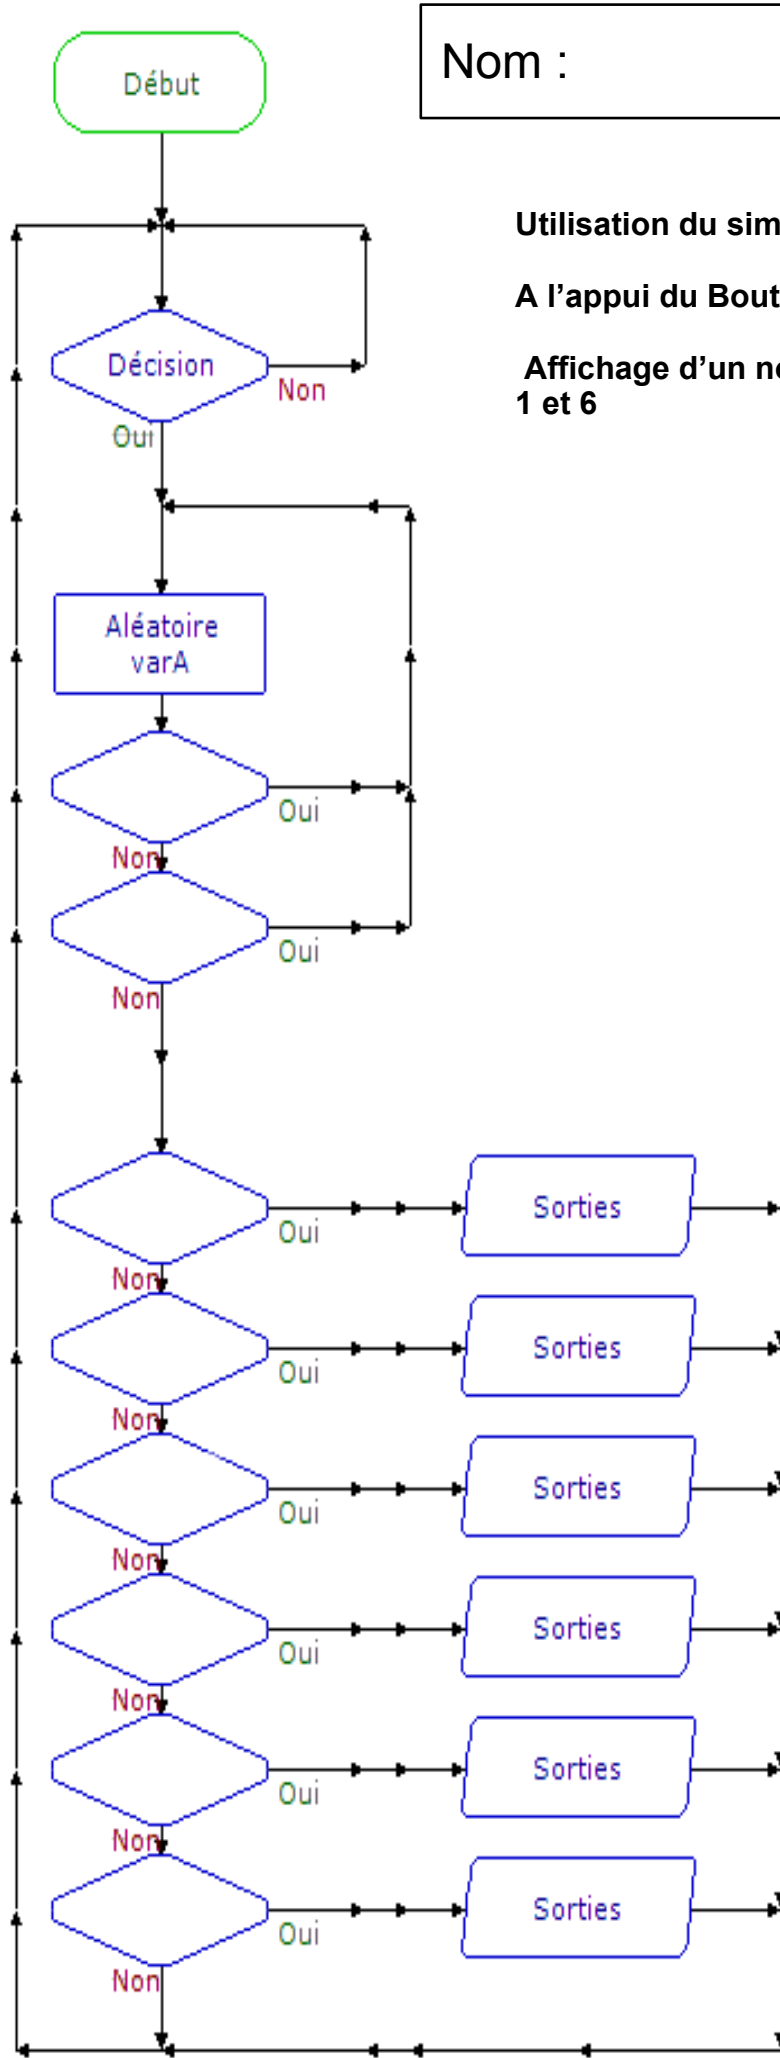 Début
Nom :
Utilisation du sim
A l'appui du Bout
Affichage d'un no
1 et 6
Décision
Non
Oui
Aléatoire
varA
Oui
Non
Oui
Non
Sorties
Oui
Non
Sorties
Oui
Non
Sorties
Oui
Non
Sorties
Oui
Non
Sorties
Oui
Non
Sorties
Oui
Non